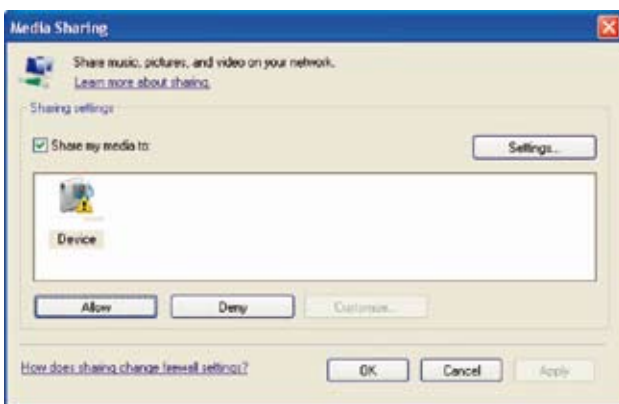 Media Sharing
Share music, pictures, and video on your network.
Learn more about sharing.
Sharing settings
Share my media to:
Settings...
Device
Allow
Deny
Customize...
How does sharing change firewall settings?
OK
Cancel
Apply